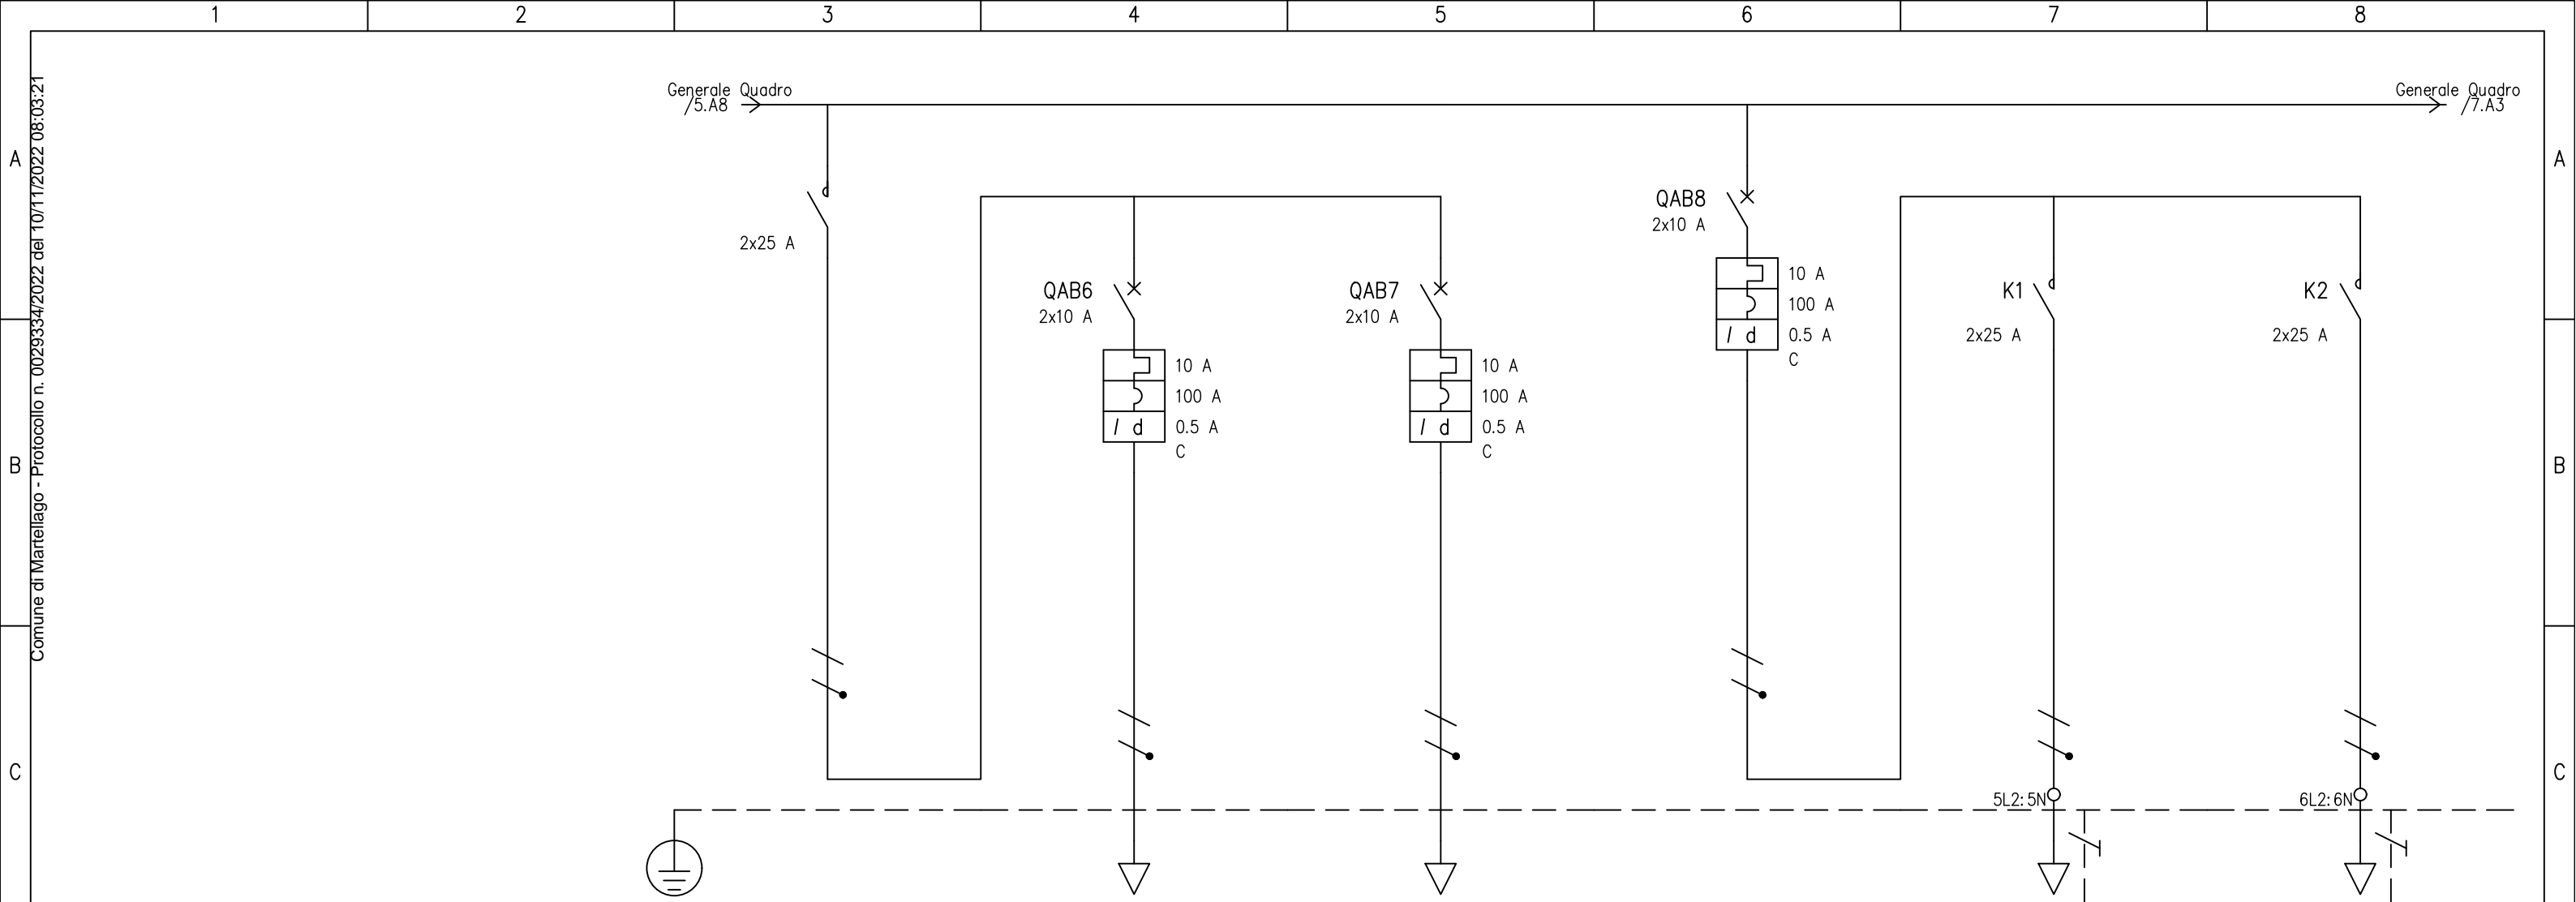 1 2 3 4 5 6 7 8
Generale Quadro
/5.A8
Generale Quadro
/7.A3
A
A
Comune di Martellago - Protocollo n. 0029334/2022 del 10/11/2022 08:03:21
QAB8
2x10 A
2x25 A
10 A
100 A
I d 0.5 A
C
QAB6
2x10 A
10 A
100 A
I d 0.5 A
C
QAB7
2x10 A
10 A
100 A
I d 0.5 A
C
K1
2x25 A
K2
2x25 A
B
B
C
C
5L2:5N
6L2:6N